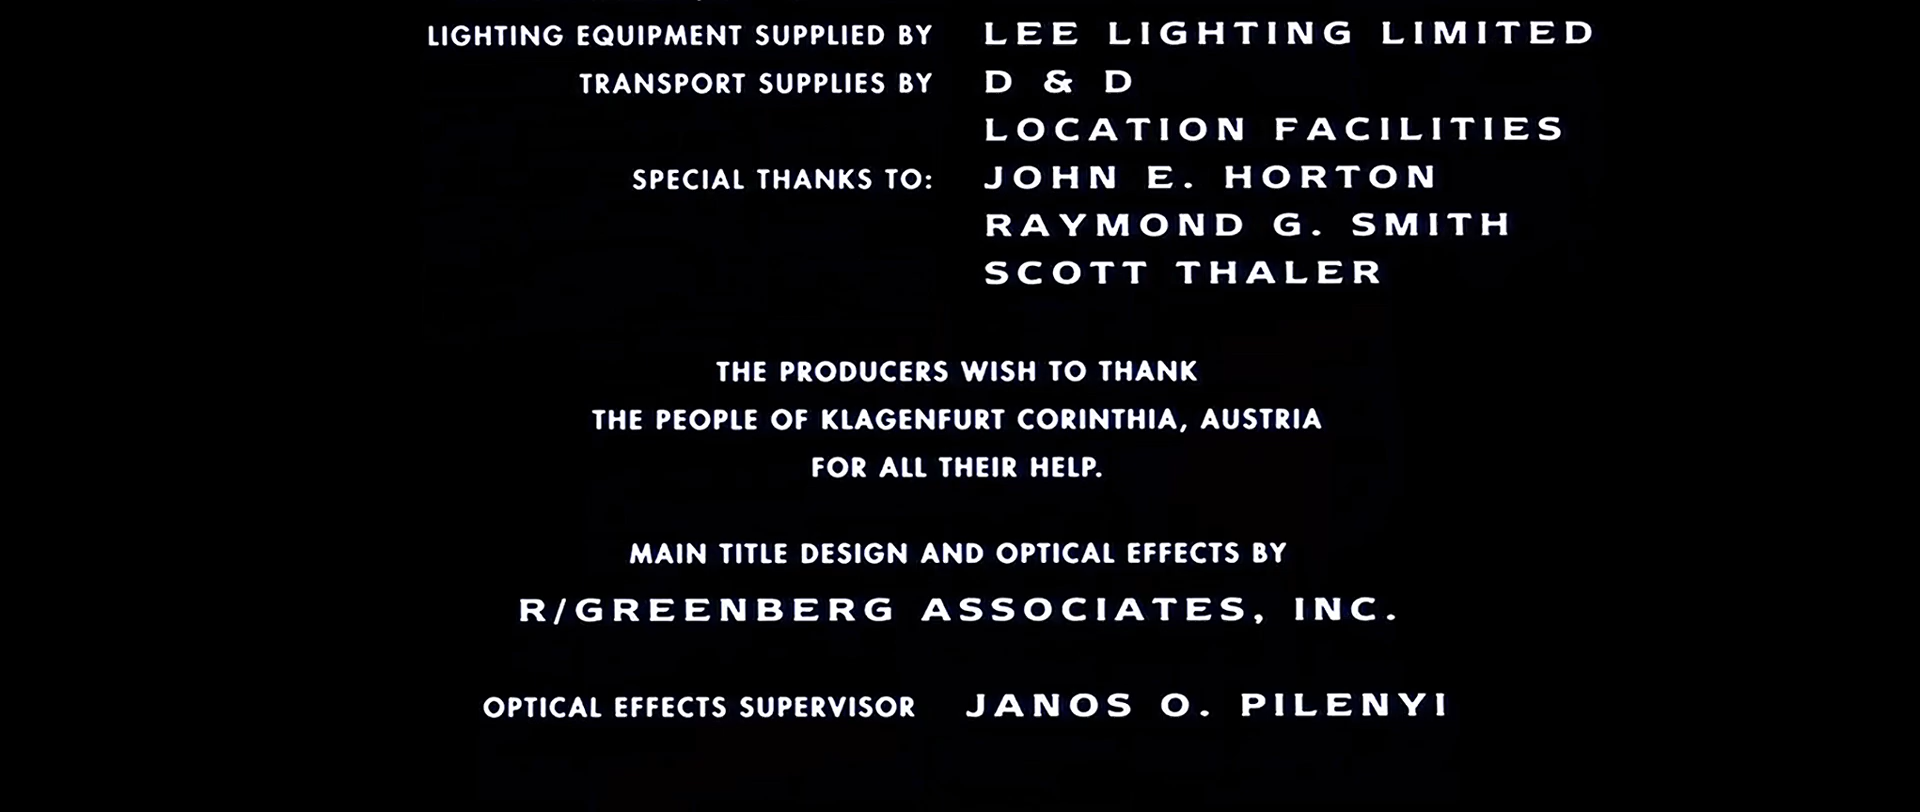 LIGHTING EQUIPMENT SUPPLIED BY LEE LIGHTING LIMITED
TRANSPORT SUPPLIES BY D & D
LOCATION FACILITIES
SPECIAL THANKS TO: JOHN E. HORTON
RAYMOND G. SMITH
SCOTT THALER
THE PRODUCERS WISH TO THANK
THE PEOPLE OF KLAGENFURT CORINTHIA, AUSTRIA
FOR ALL THEIR HELP.
MAIN TITLE DESIGN AND OPTICAL EFFECTS BY
R/GREENBERG ASSOCIATES, INC.
OPTICAL EFFECTS SUPERVISOR JANOS O. PILENYI